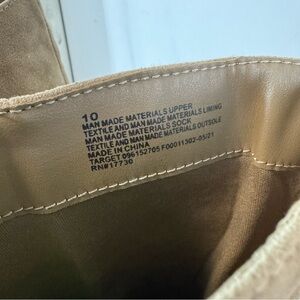 10
MAN MADE MATERIALS UPPER
TEXTILE AND MAN MADE MATERIALS LINING
MAN MADE MATERIALS SOCK
TEXTILE AND MAN MADE MATERIALS OUTSOLE
MADE IN CHINA
TARGET 096152705 F00011302-05/21
RN#17730